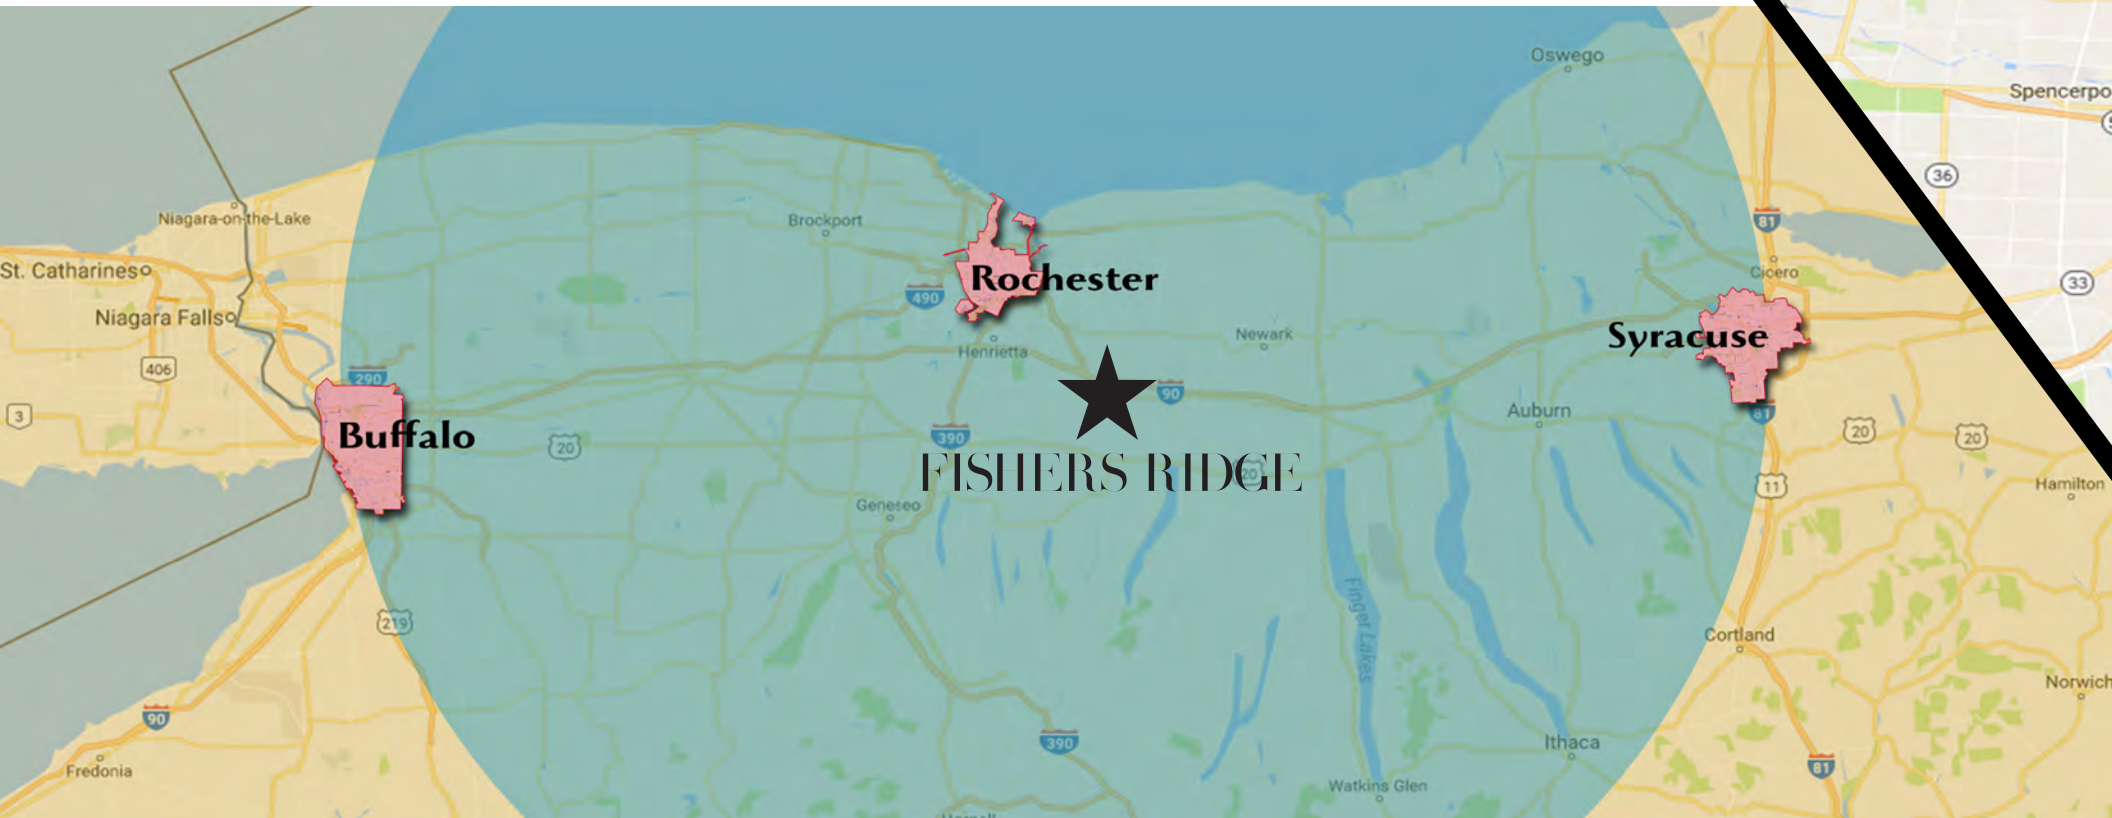 Oswego
Spencerpo
36
Niagara-on-the-Lake
Brockport
81
St. Catharines
Rochester
Cicero
33
490
Niagara Falls
Newark
Syracuse
Henrietta
406
290
90
3
Auburn
81
Buffalo
390
20
20
20
FISHERS RIDGE
20
11
Hamilton
Geneseo
Finger Lakes
219
Cortland
Norwich
90
390
Ithaca
81
Fredonia
Watkins Glen